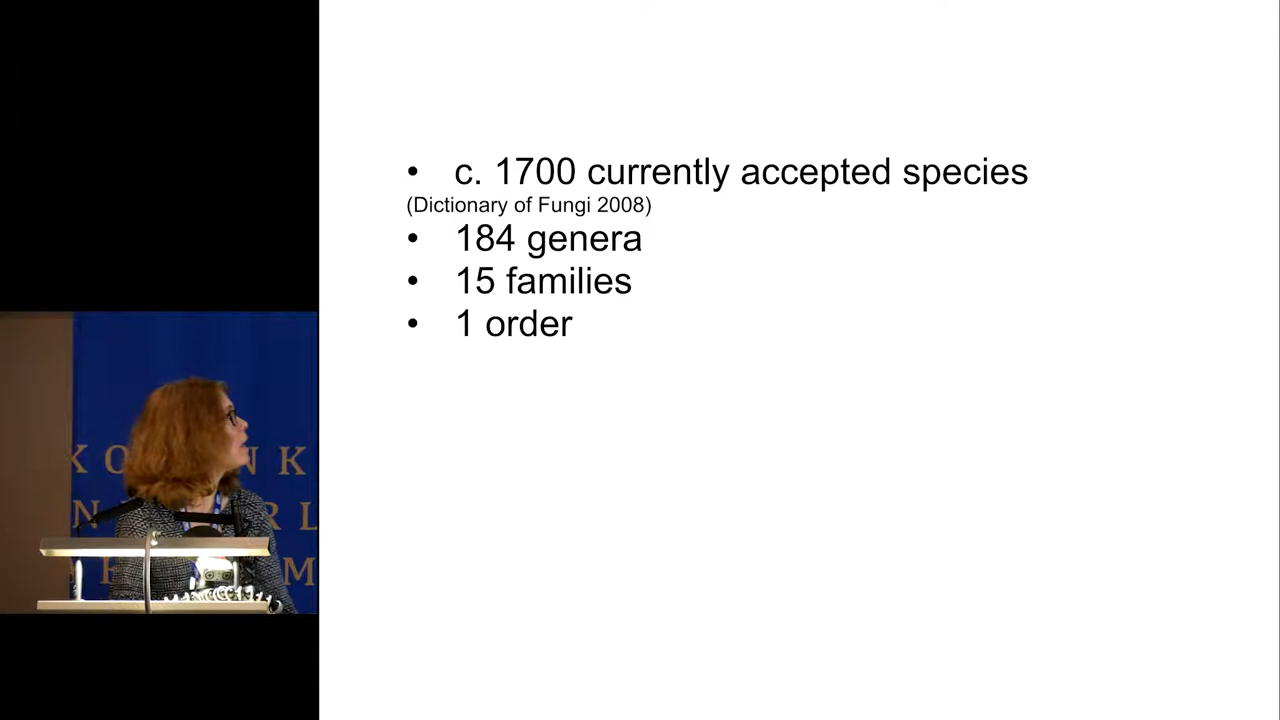 • c. 1700 currently accepted species
(Dictionary of Fungi 2008)
• 184 genera
• 15 families
• 1 order